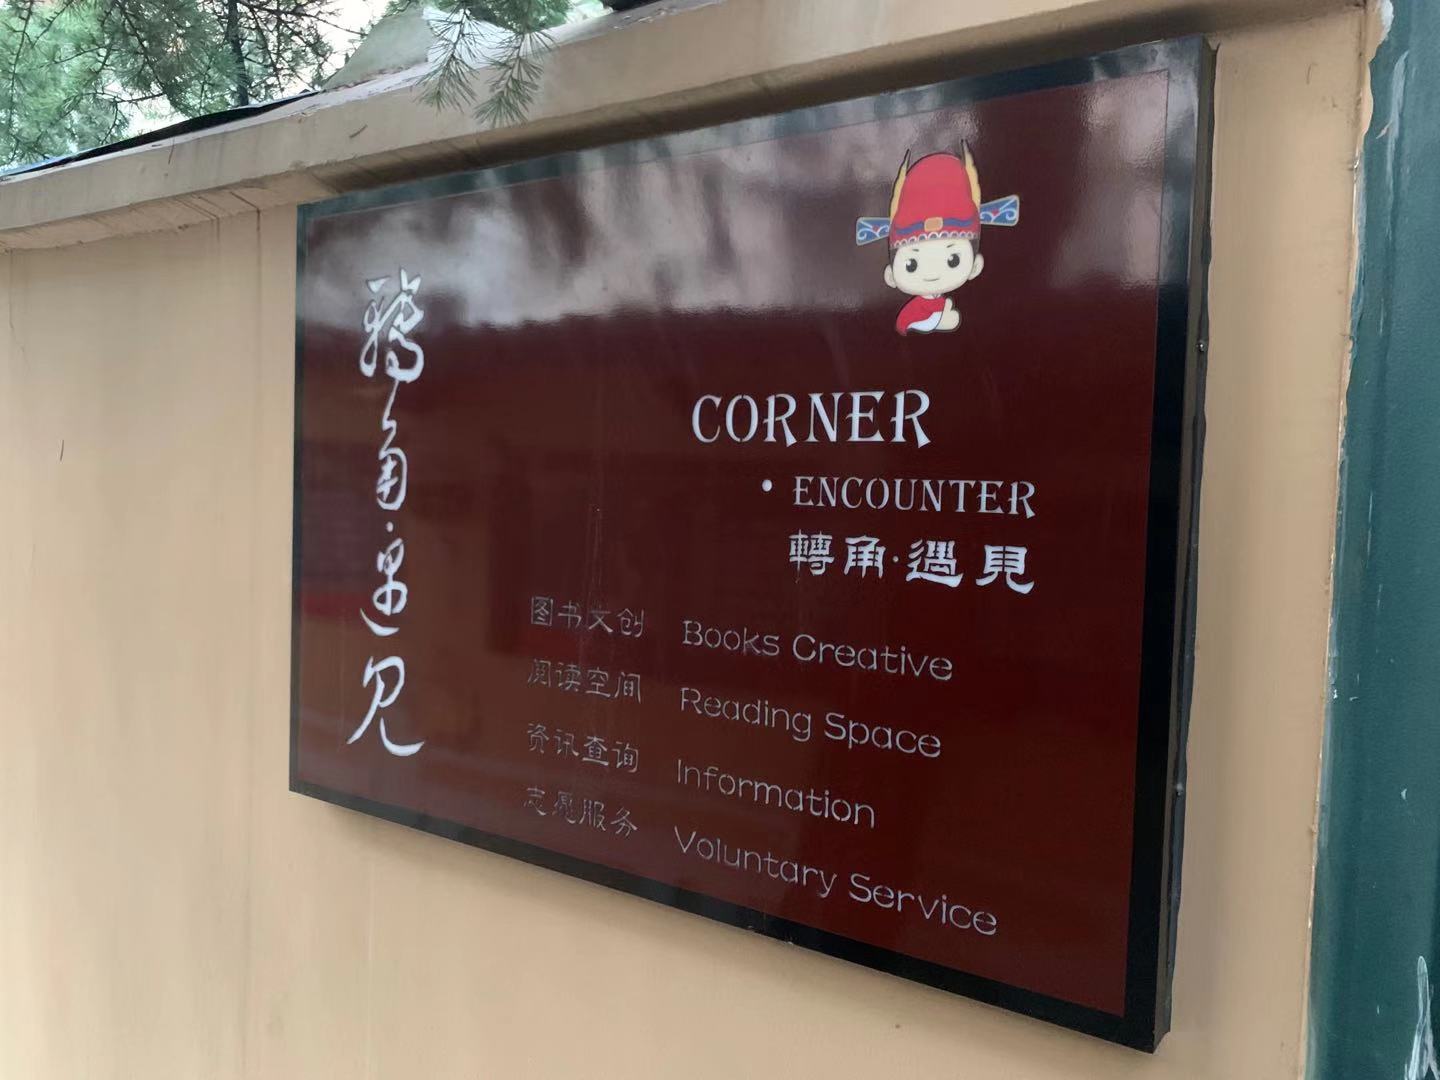 轉角·遇见
CORNER
·ENCOUNTER
轉角·遇見
图书文创 Books Creative
阅读空间 Reading Space
资讯查询 Information
志愿服务 Voluntary Service